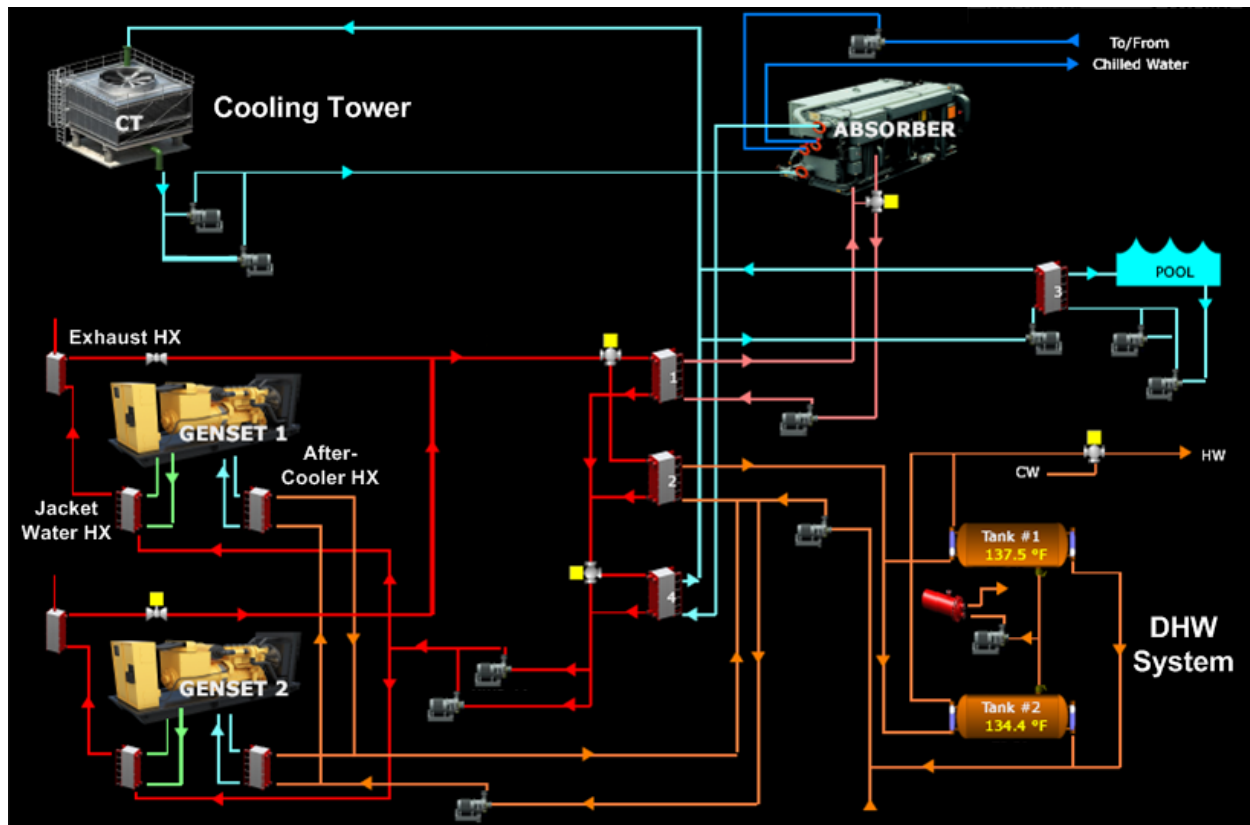 To/From
Chilled Water
CT
Cooling Tower
ABSORBER
POOL
3
Exhaust HX
1
GENSET 1
After-
Cooler HX
Jacket
Water HX
2
HW
CW
Tank #1
137.5 °F
4
DHW
System
GENSET 2
Tank #2
134.4 °F